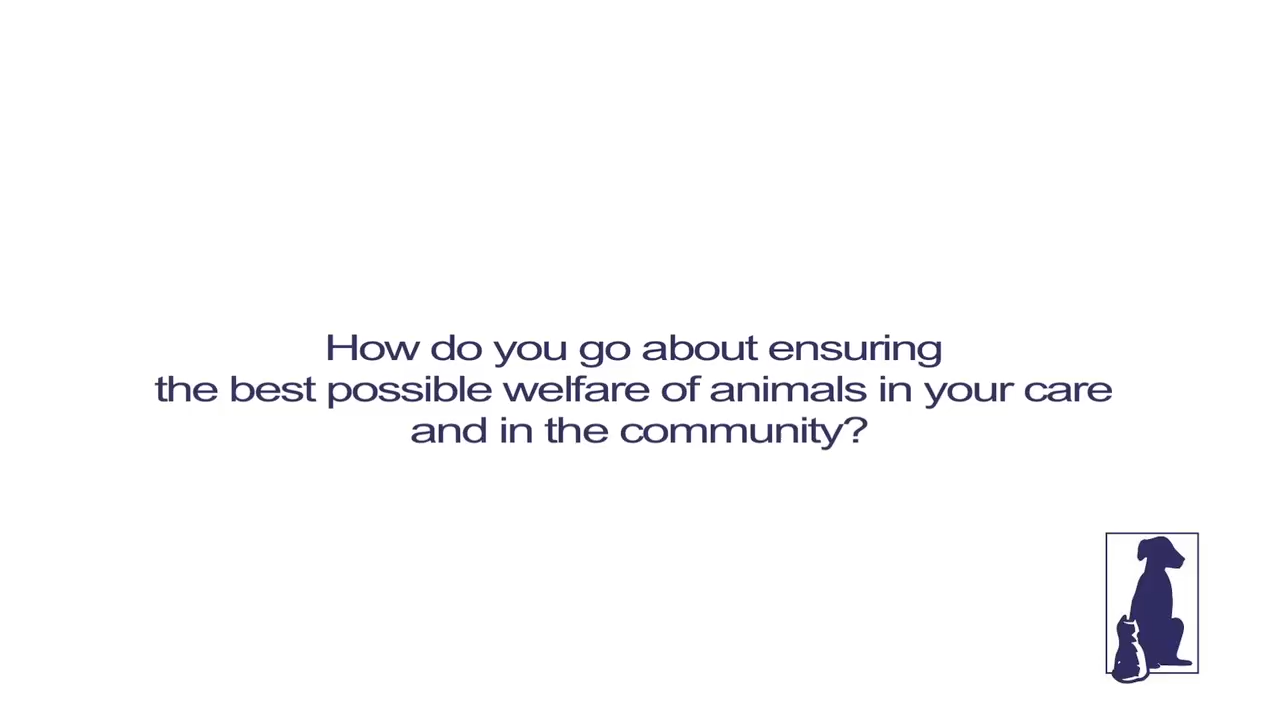 How do you go about ensuring
the best possible welfare of animals in your care
and in the community?